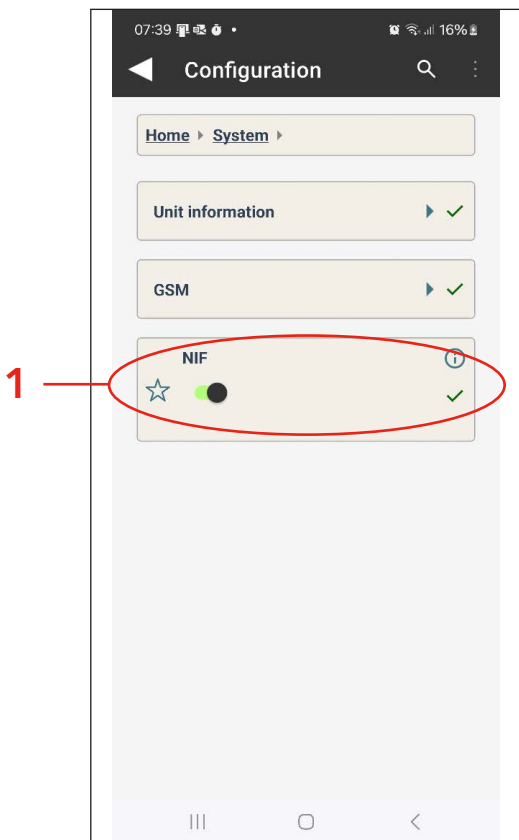 07:39 16%
Configuration
Home System
Unit information
GSM
NIF
1